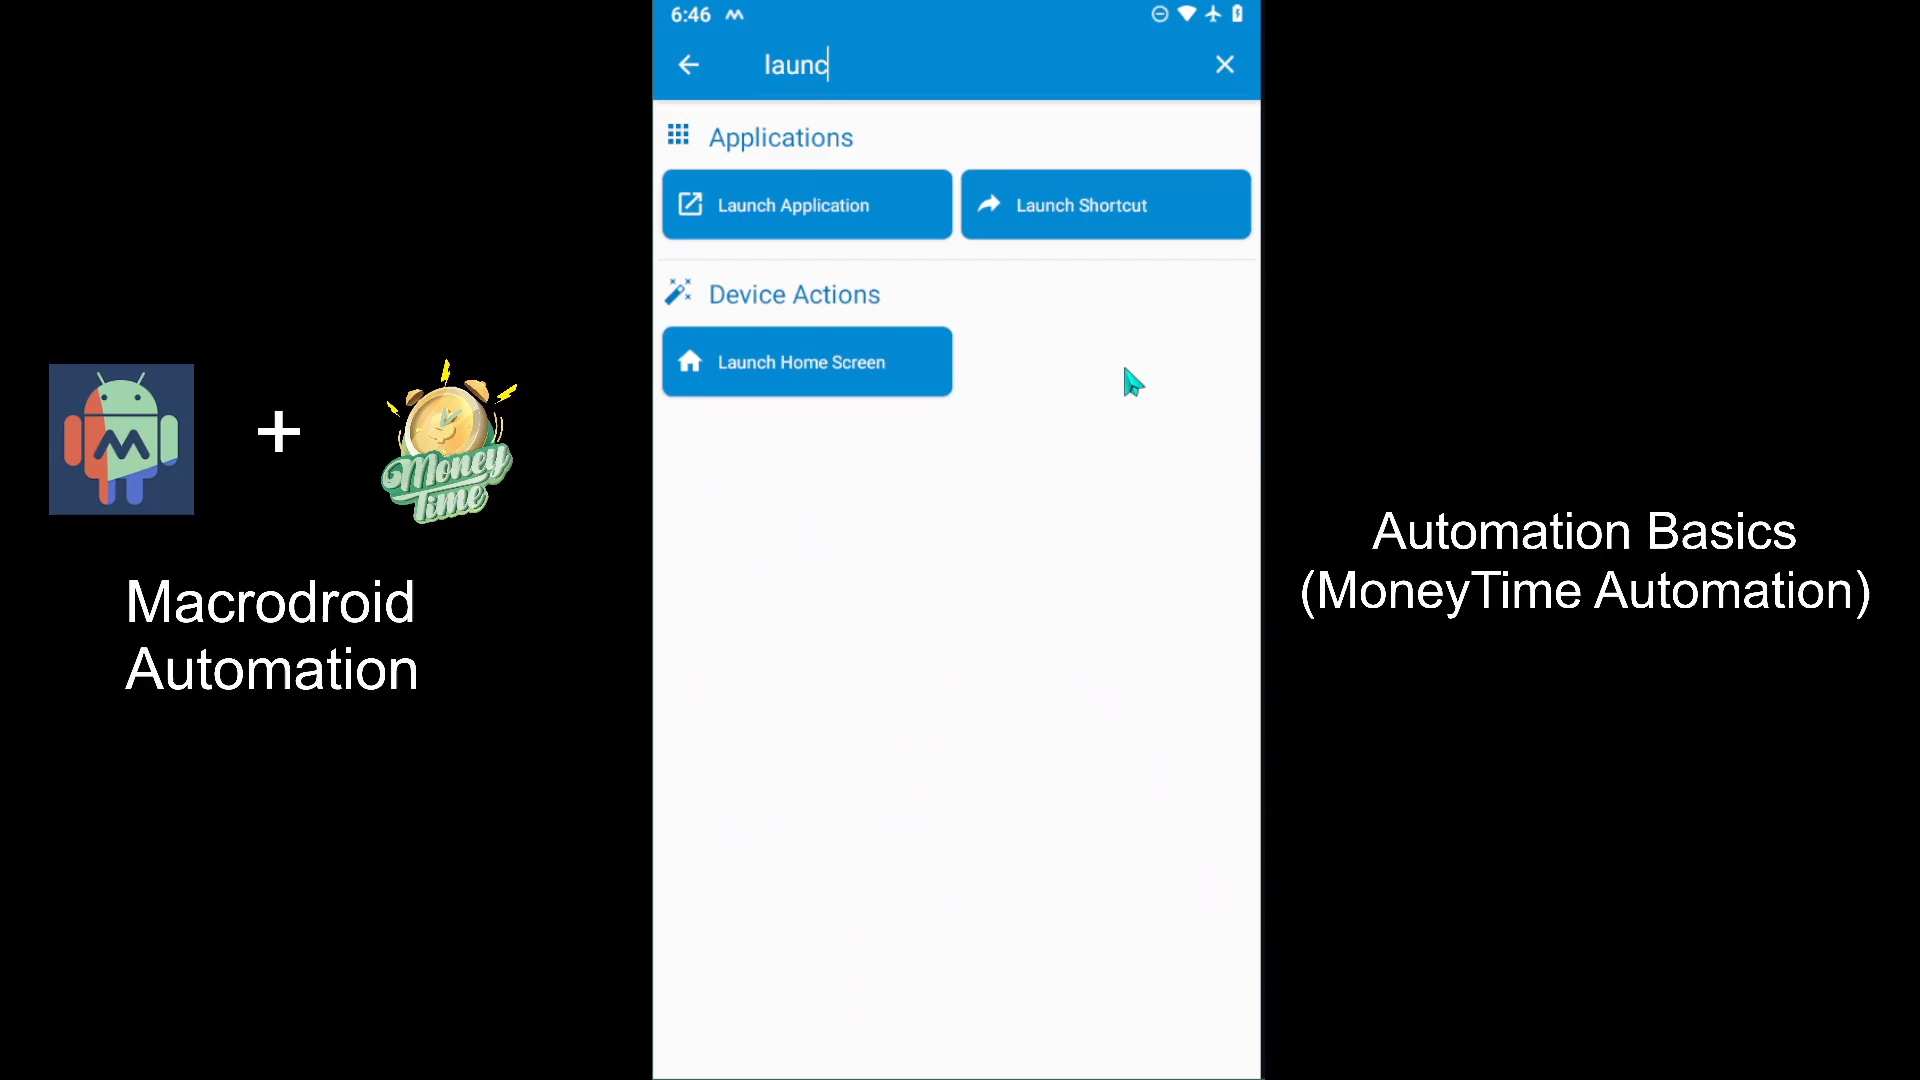 6:46
launc
Applications
Launch Application
Launch Shortcut
Device Actions
Launch Home Screen
Money
Time
Macrodroid
Automation
+
Automation Basics
(MoneyTime Automation)